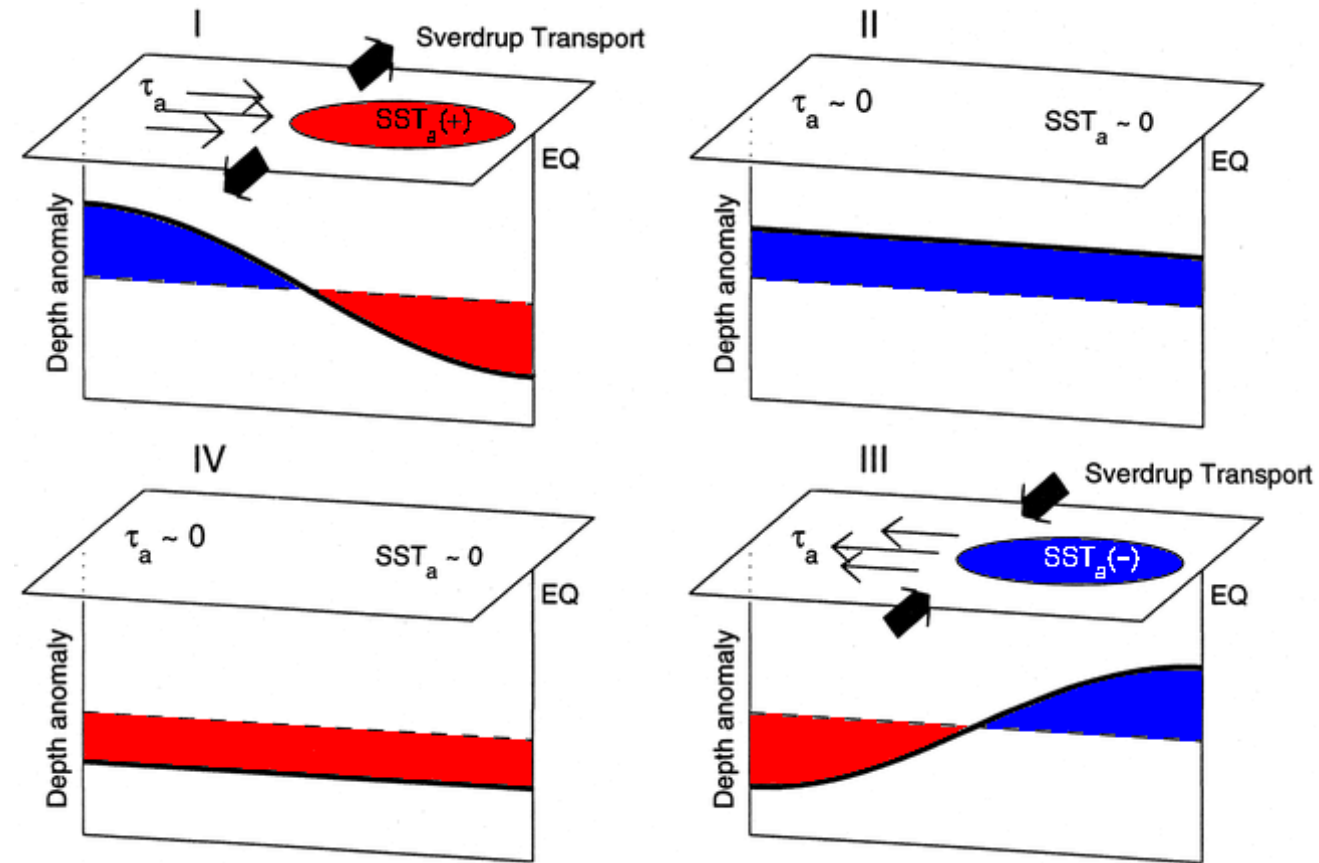 I
Sverdrup Transport
τa
SSTa(+)
EQ
Depth anomaly
II
τa ~ 0
SSTa ~ 0
EQ
Depth anomaly
IV
τa ~ 0
SSTa ~ 0
EQ
Depth anomaly
III
Sverdrup Transport
τa
SSTa(-)
EQ
Depth anomaly